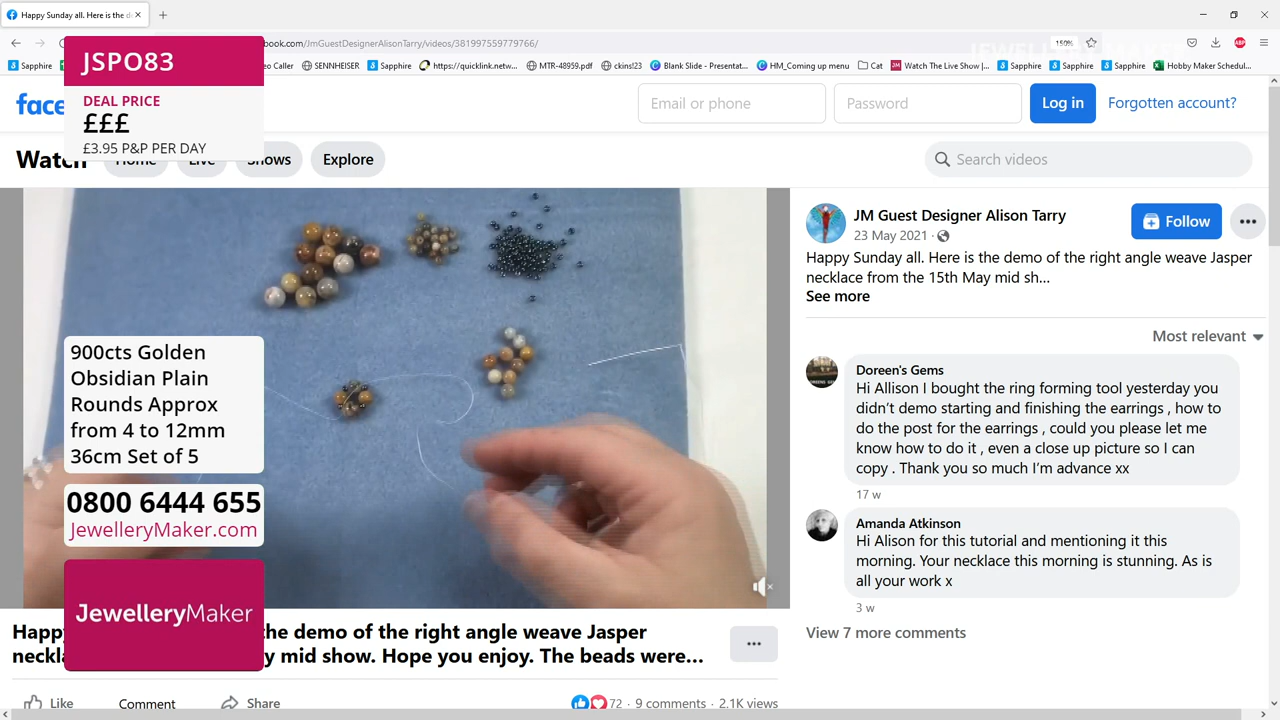 Happy Sunday all. Here is the d
book.com/JmGuestDesignerAlisonTarry/videos/381997559779766/
150%
JEWELLERY MAKER
Sapphire
eo Caller
SENNHEISER
Sapphire
https://quicklink.netw...
MTR-48959.pdf
ckins!23
Blank Slide - Presentat...
HM_Coming up menu
Cat
Watch The Live Show |...
Sapphire
Sapphire
Sapphire
Hobby Maker Schedul...
JSPO83
DEAL PRICE
£££
£3.95 P&P PER DAY
face
Email or phone
Password
Log in
Forgotten account?
Watch
Home
Live
Shows
Explore
Search videos
JM Guest Designer Alison Tarry
23 May 2021 ·
Follow
Happy Sunday all. Here is the demo of the right angle weave Jasper
necklace from the 15th May mid sh...
See more
Most relevant
Doreen's Gems
Hi Allison I bought the ring forming tool yesterday you
didn't demo starting and finishing the earrings , how to
do the post for the earrings , could you please let me
know how to do it , even a close up picture so I can
copy . Thank you so much I'm advance xx
17 w
Amanda Atkinson
Hi Alison for this tutorial and mentioning it this
morning. Your necklace this morning is stunning. As is
all your work x
3 w
View 7 more comments
900cts Golden
Obsidian Plain
Rounds Approx
from 4 to 12mm
36cm Set of 5
0800 6444 655
JewelleryMaker.com
JewelleryMaker
Happ
the demo of the right angle weave Jasper
neckl
y mid show. Hope you enjoy. The beads were...
Like
Comment
Share
72 · 9 comments · 2.1K views